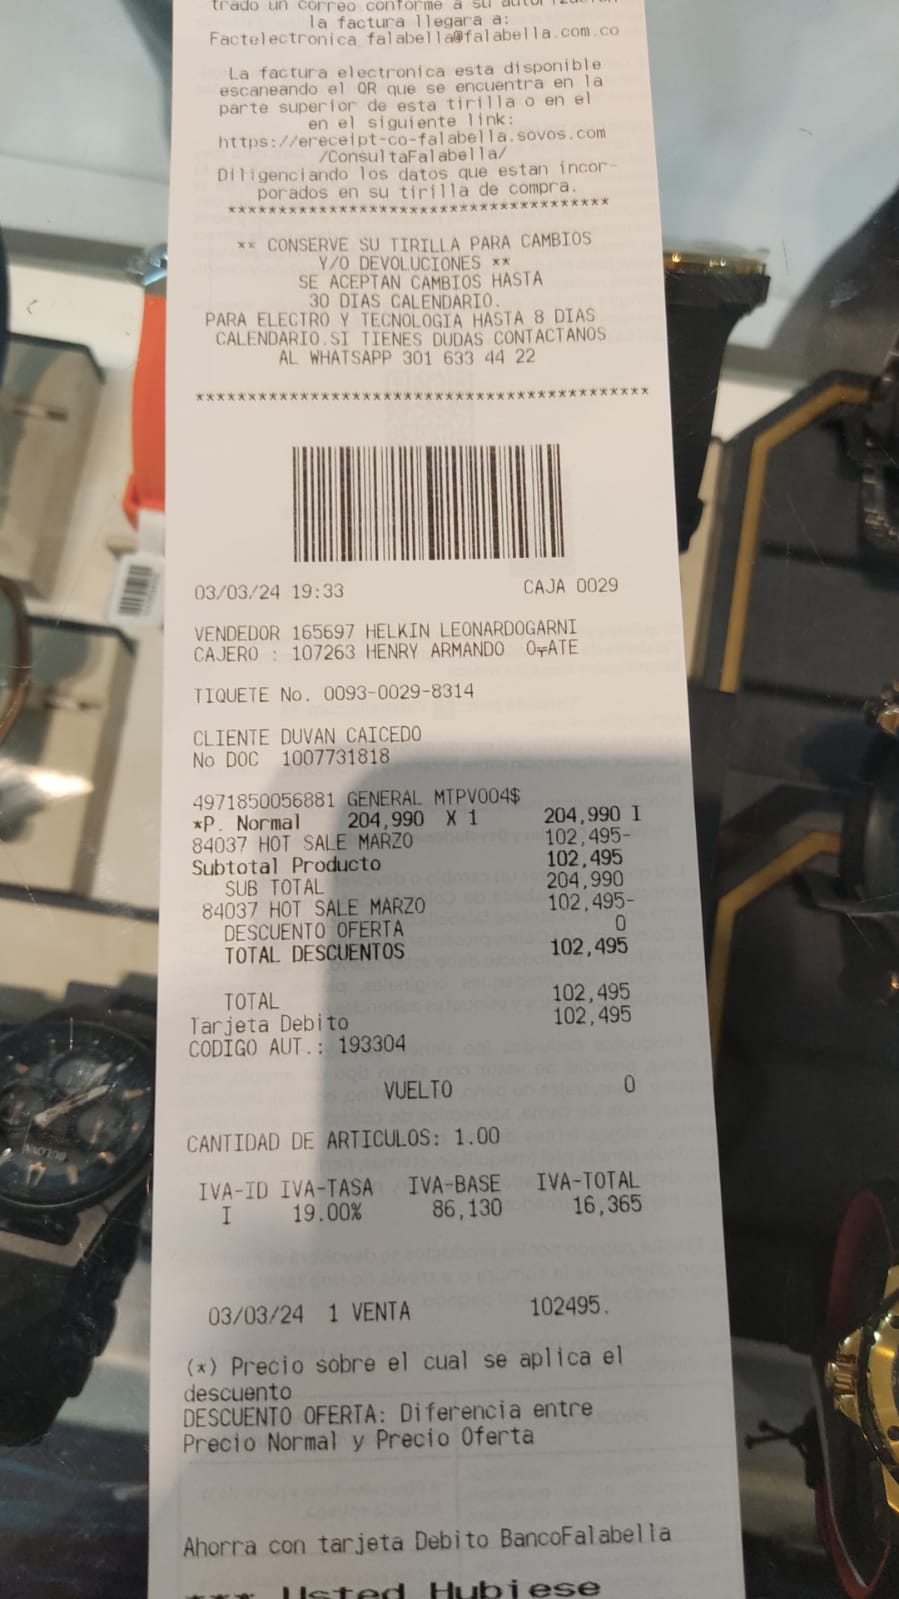 trado un correo conforme a su autorizacion
la factura llegara a:
Factelectronica_falabella@falabella.com.co
La factura electronica esta disponible
escaneando el QR que se encuentra en la
parte superior de esta tirilla o en el
en el siguiente link:
https://ereceipt-co-falabella.sovos.com
/ConsultaFalabella/
Diligenciando los datos que estan incor-
porados en su tirilla de compra.
*************************************
** CONSERVE SU TIRILLA PARA CAMBIOS
Y/O DEVOLUCIONES **
SE ACEPTAN CAMBIOS HASTA
30 DIAS CALENDARIO.
PARA ELECTRO Y TECNOLOGIA HASTA 8 DIAS
CALENDARIO.SI TIENES DUDAS CONTACTANOS
AL WHATSAPP 301 633 44 22
********************************************
03/03/24 19:33 CAJA 0029
VENDEDOR 165697 HELKIN LEONARDOGARNI
CAJERO : 107263 HENRY ARMANDO O╤ATE
TIQUETE No. 0093-0029-8314
CLIENTE DUVAN CAICEDO
No DOC 1007731818
4971850056881 GENERAL MTPV004$
*P. Normal 204,990 X 1 204,990 I
84037 HOT SALE MARZO 102,495-
Subtotal Producto 102,495
SUB TOTAL 204,990
84037 HOT SALE MARZO 102,495-
DESCUENTO OFERTA 0
TOTAL DESCUENTOS 102,495
TOTAL 102,495
Tarjeta Debito 102,495
CODIGO AUT.: 193304
VUELTO 0
CANTIDAD DE ARTICULOS: 1.00
IVA-ID IVA-TASA IVA-BASE IVA-TOTAL
I 19.00% 86,130 16,365
03/03/24 1 VENTA 102495.
(*) Precio sobre el cual se aplica el
descuento
DESCUENTO OFERTA: Diferencia entre
Precio Normal y Precio Oferta
Ahorra con tarjeta Debito BancoFalabella
*** Usted Hubiese